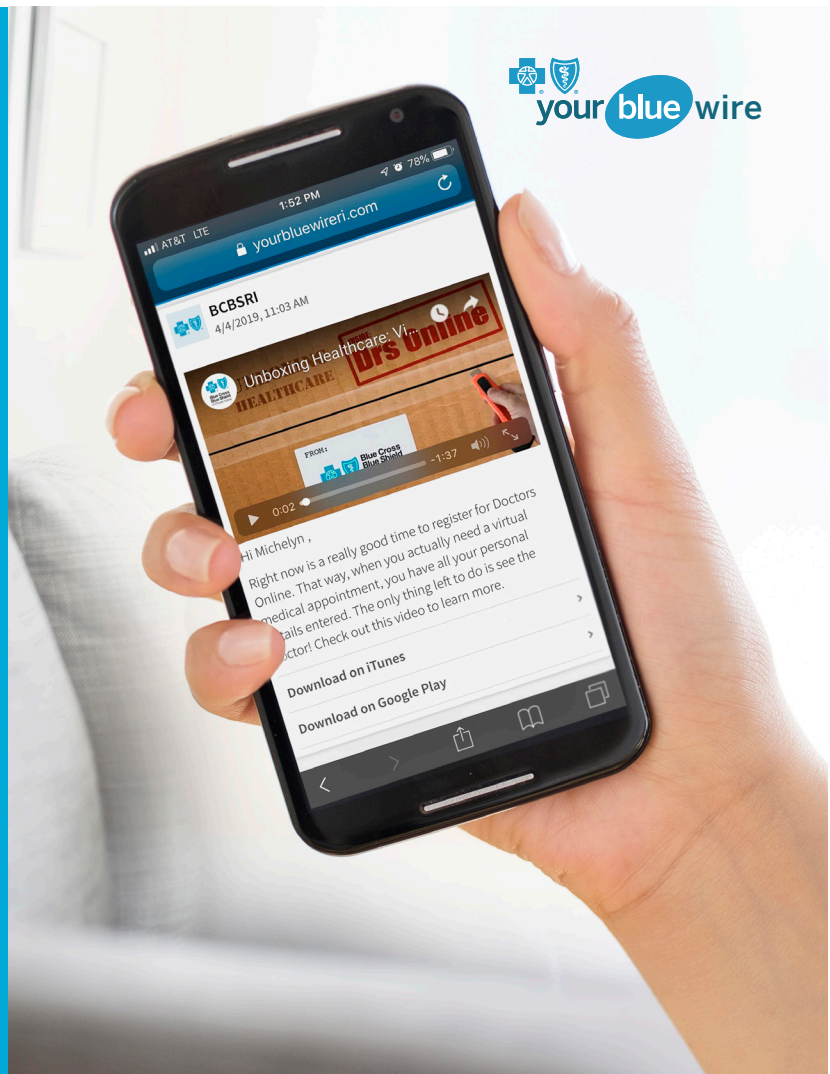 your blue wire
AT&T LTE
1:52 PM
78%
yourbluewireri.com
BCBSRI
4/4/2019, 11:03 AM
Unboxing Healthcare: Vi...
Drs Online
HEALTHCARE
FROM:
Blue Cross
Blue Shield
0:02
-1:37
Hi Michelyn ,
Right now is a really good time to register for Doctors
Online. That way, when you actually need a virtual
medical appointment, you have all your personal
tails entered. The only thing left to do is see the
octor! Check out this video to learn more.
Download on iTunes
Download on Google Play